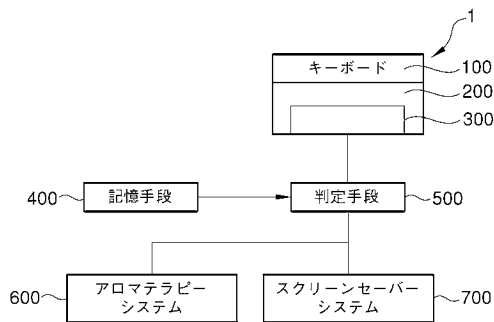 1
キーボード 100
200
300
400 記憶手段 判定手段 500
600 アロマテラピー
システム
スクリーンセーバー
システム 700